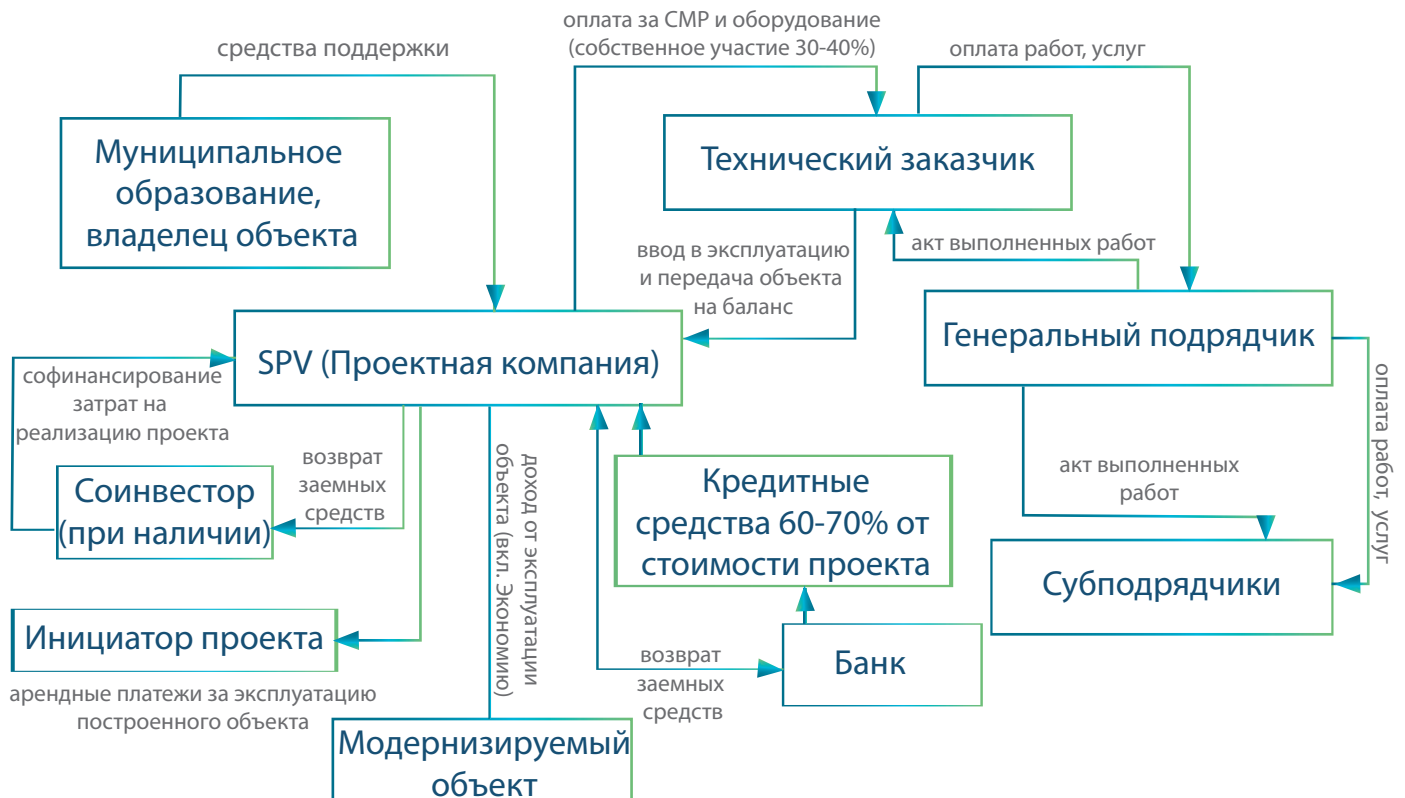 оплата за СМР и оборудование
(собственное участие 30-40%)
средства поддержки
оплата работ, услуг
Муниципальное
образование,
владелец объекта
Технический заказчик
ввод в эксплуатацию
и передача объекта
на баланс
акт выполненных работ
SPV (Проектная компания)
Генеральный подрядчик
софинансирование
затрат на
реализацию проекта
оплата работ, услуг
возврат
заемных
средств
Соинвестор
(при наличии)
доход от эксплуатации
объекта (вкл. Экономию)
Кредитные
средства 60-70% от
стоимости проекта
акт выполненных
работ
Субподрядчики
Инициатор проекта
арендные платежи за эксплуатацию
построенного объекта
возврат
заемных
средств
Банк
Модернизируемый
объект